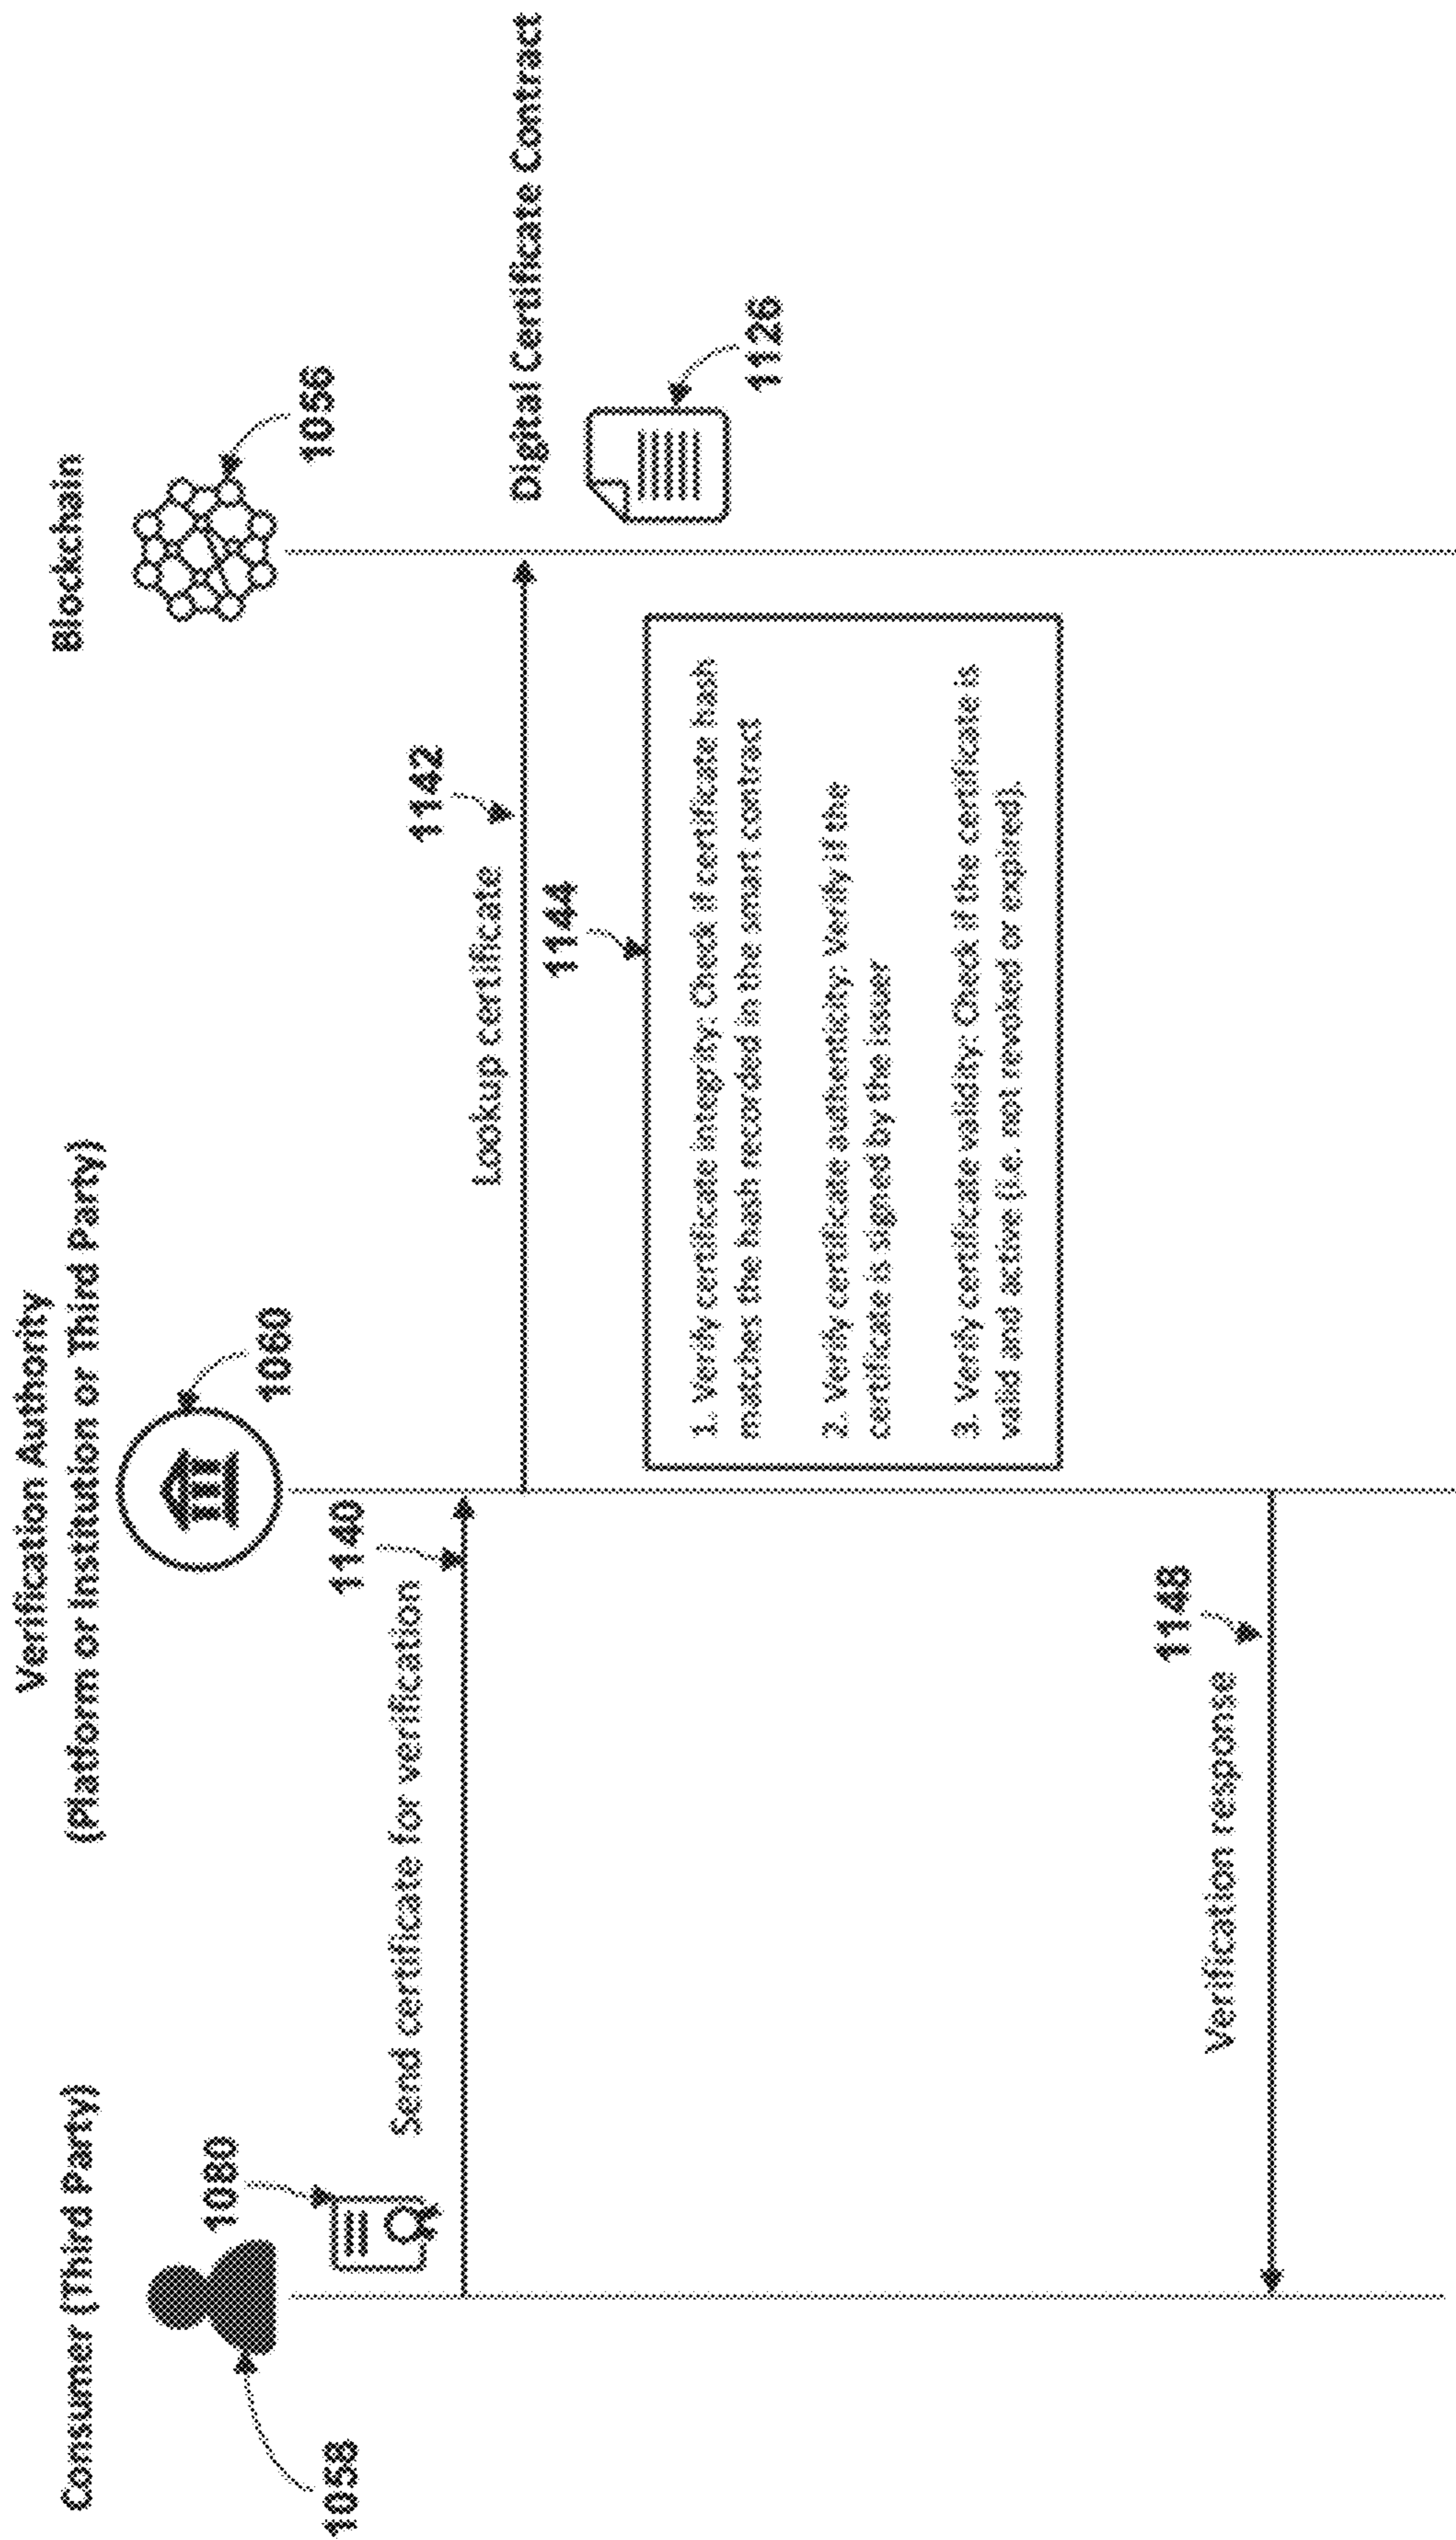 Consumer (Third Party)
1058
1080
Verification Authority
(Platform or Institution or Third Party)
1060
Blockchain
1056
Send certificate for verification
1140
Lookup certificate
1142
Digital Certificate Contract
1126
1144
1. Verify certificate integrity: Check if certificate hash
matches the hash recorded in the smart contract
2. Verify certificate authenticity: Verify if the
certificate is signed by the issuer
3. Verify certificate validity: Check if the certificate is
valid and active (i.e. not revoked or expired).
Verification response
1148